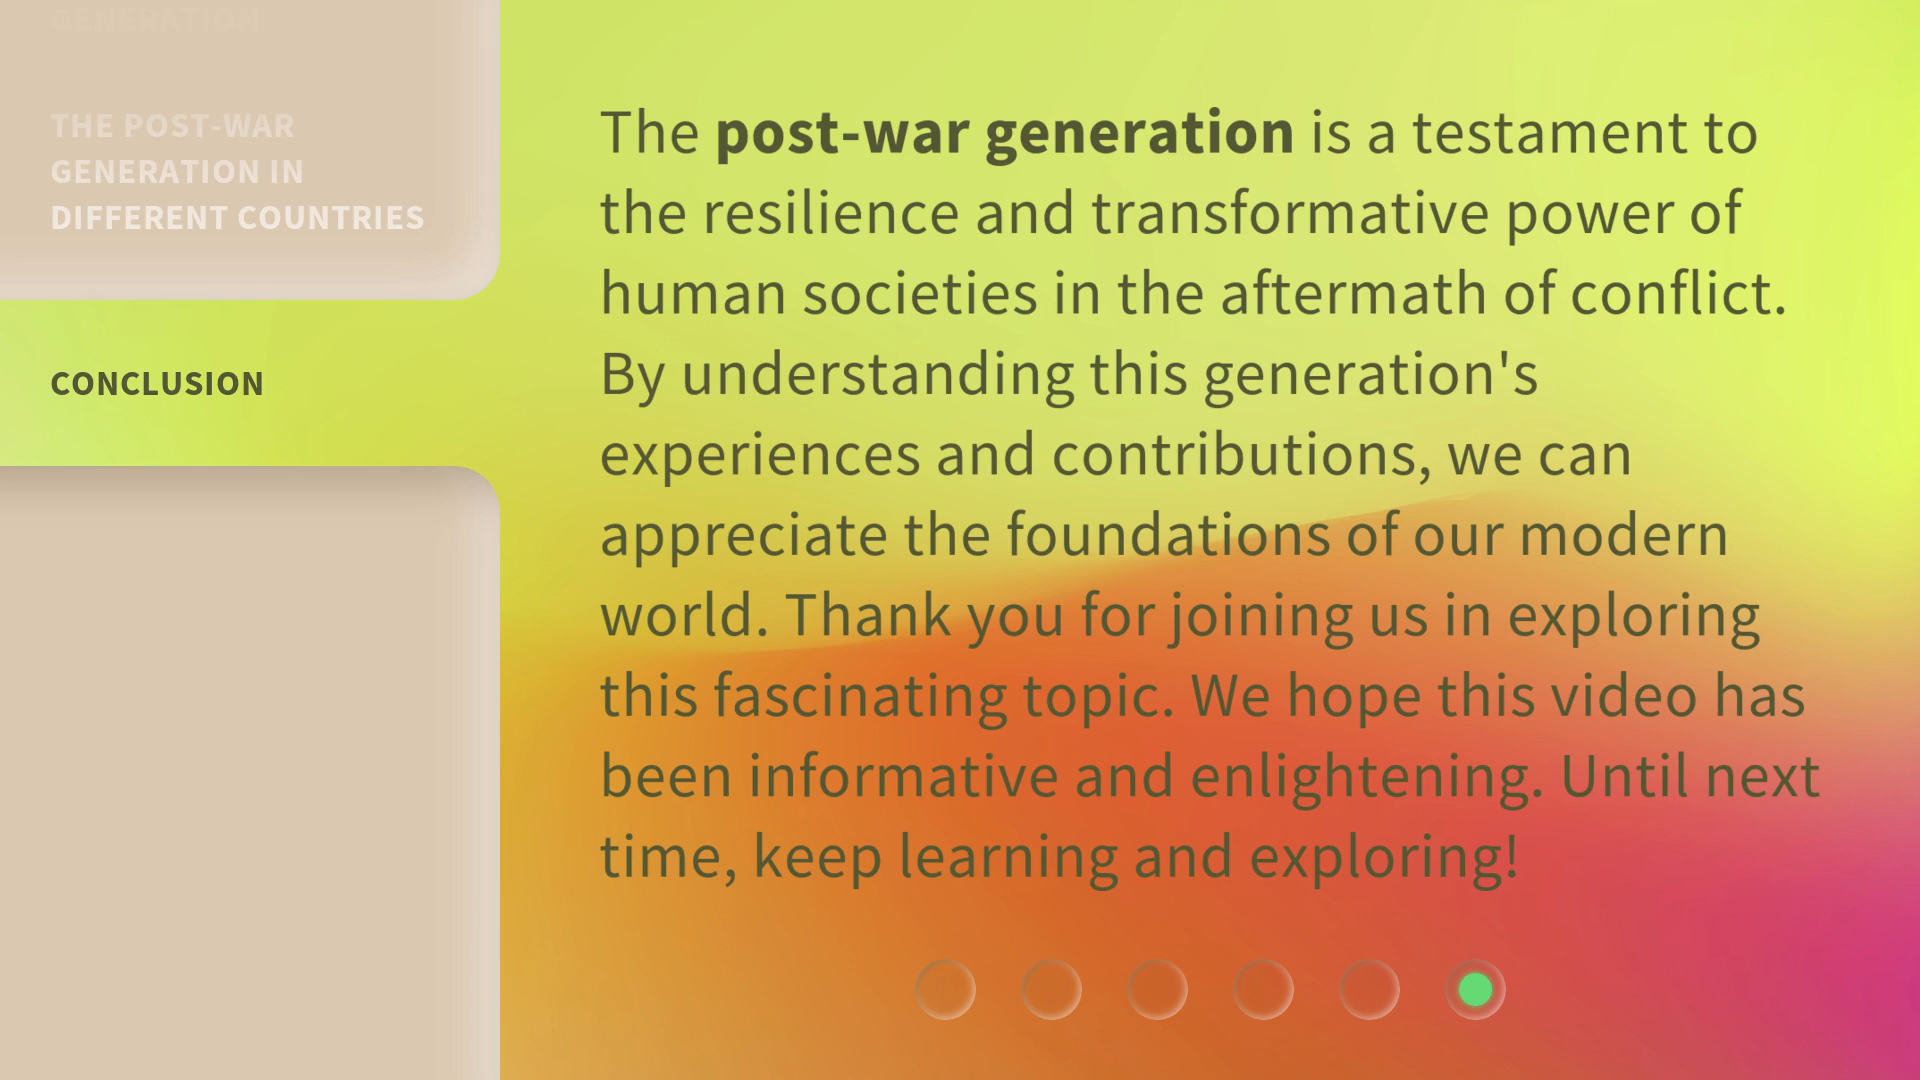 GENERATION
THE POST-WAR
GENERATION IN
DIFFERENT COUNTRIES
CONCLUSION
The post-war generation is a testament to
the resilience and transformative power of
human societies in the aftermath of conflict.
By understanding this generation's
experiences and contributions, we can
appreciate the foundations of our modern
world. Thank you for joining us in exploring
this fascinating topic. We hope this video has
been informative and enlightening. Until next
time, keep learning and exploring!